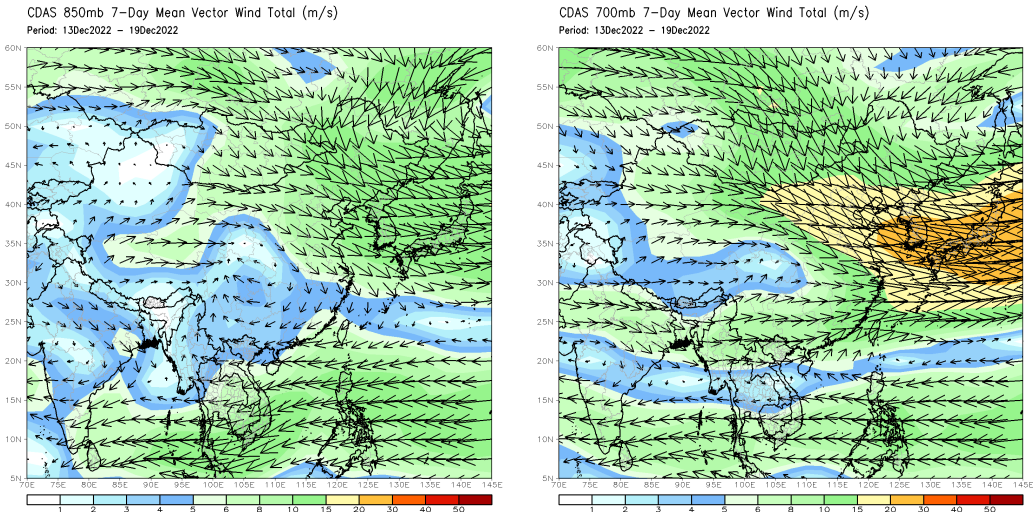 CDAS 850mb 7-Day Mean Vector Wind Total (m/s)
Period: 13Dec2022 – 19Dec2022
60N
55N
50N
45N
40N
35N
30N
25N
20N
15N
10N
5N
70E 75E 80E 85E 90E 95E 100E 105E 110E 115E 120E 125E 130E 135E 140E 145E
1 2 3 4 5 6 8 10 15 20 30 40 50
CDAS 700mb 7-Day Mean Vector Wind Total (m/s)
Period: 13Dec2022 – 19Dec2022
60N
55N
50N
45N
40N
35N
30N
25N
20N
15N
10N
5N
70E 75E 80E 85E 90E 95E 100E 105E 110E 115E 120E 125E 130E 135E 140E 145E
1 2 3 4 5 6 8 10 15 20 30 40 50